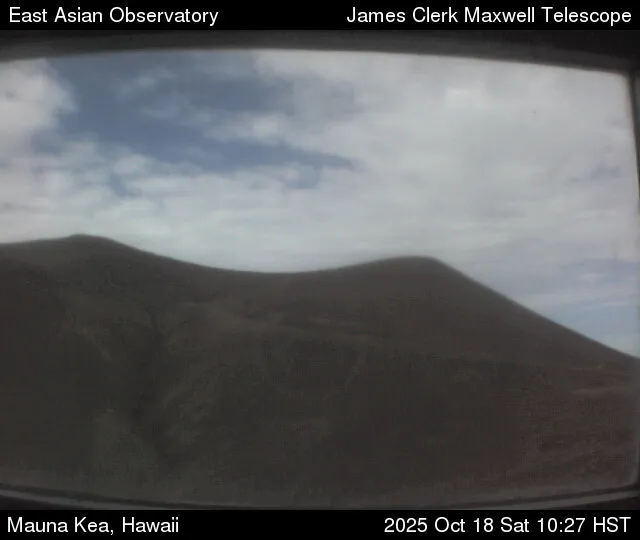 East Asian Observatory
James Clerk Maxwell Telescope
Mauna Kea, Hawaii
2025 Oct 18 Sat 10:27 HST